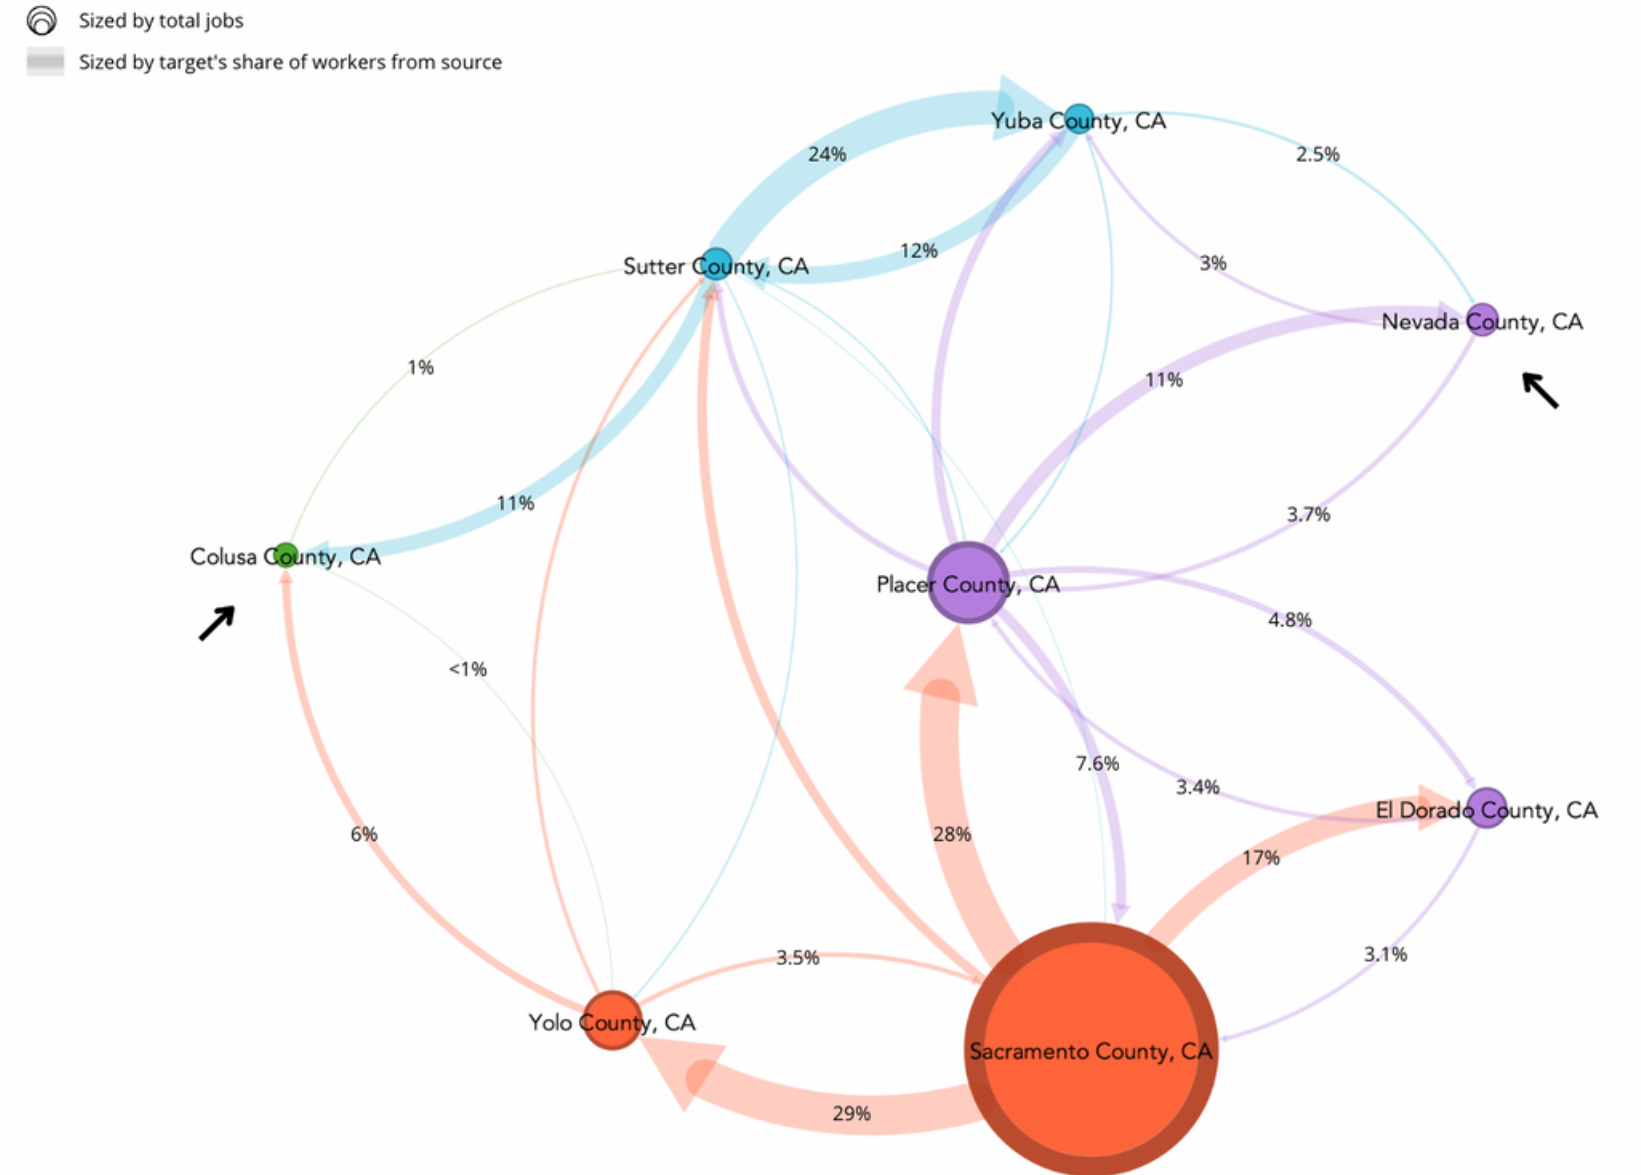 Sized by total jobs
Sized by target's share of workers from source
Yuba County, CA
24%
2.5%
12%
3%
Sutter County, CA
Nevada County, CA
1%
11%
11%
3.7%
Colusa County, CA
Placer County, CA
4.8%
<1%
7.6%
3.4%
El Dorado County, CA
6%
28%
17%
3.5%
3.1%
Yolo County, CA
Sacramento County, CA
29%